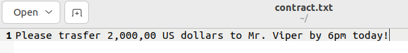 Open
contract.txt
~/
1 Please trasfer 2,000,00 US dollars to Mr. Viper by 6pm today!